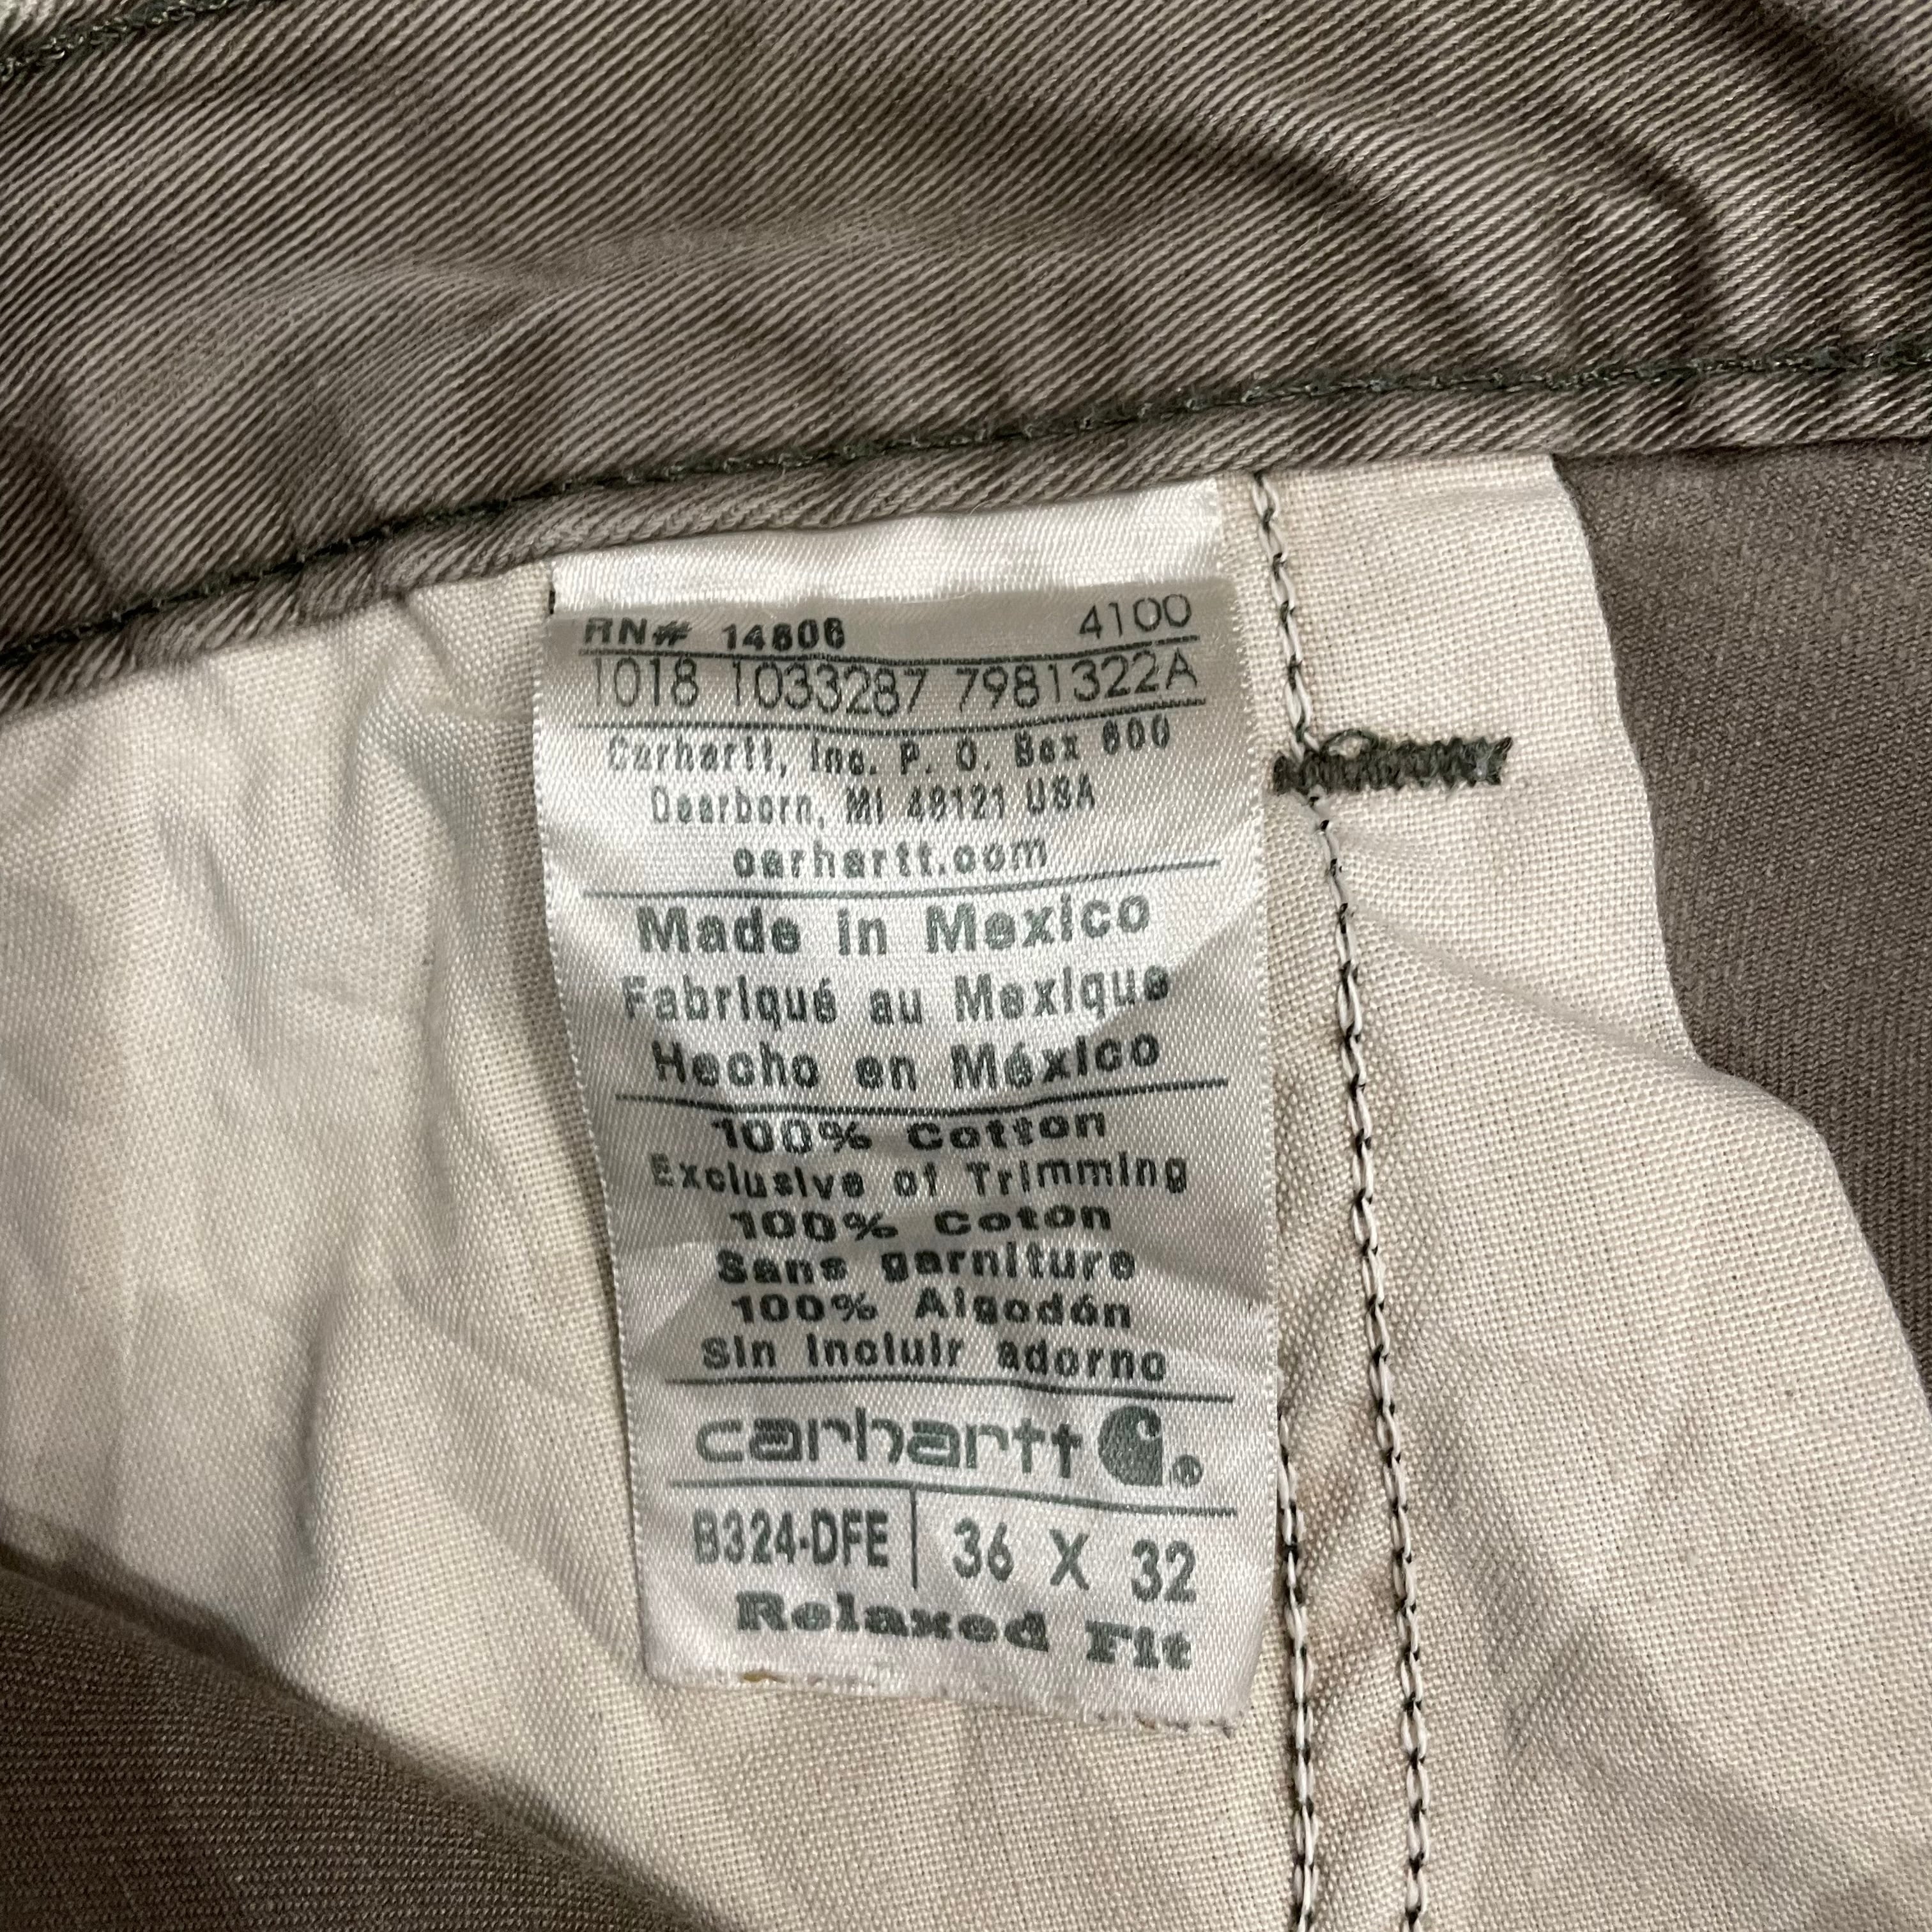 RN# 14806 4100
1018 1033287 7981322A
Carhartt, Inc. P. O. Box 600
Dearborn, MI 48121 USA
carhartt.com
Made in Mexico
Fabriqué au Mexique
Hecho en México
100% Cotton
Exclusive of Trimming
100% Coton
Sans garniture
100% Algodón
Sin incluir adorno
carhartt ®
B324-DFE 36 X 32
Relaxed Fit